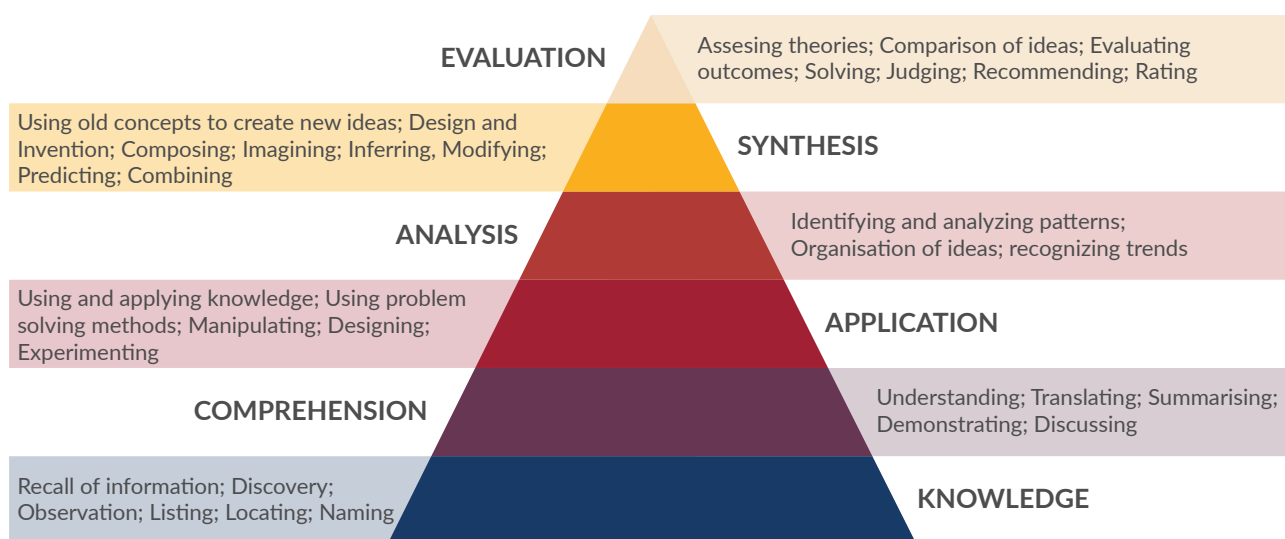 EVALUATION
Assesing theories; Comparison of ideas; Evaluating
outcomes; Solving; Judging; Recommending; Rating
Using old concepts to create new ideas; Design and
Invention; Composing; Imagining; Inferring, Modifying;
Predicting; Combining
SYNTHESIS
ANALYSIS
Identifying and analyzing patterns;
Organisation of ideas; recognizing trends
Using and applying knowledge; Using problem
solving methods; Manipulating; Designing;
Experimenting
APPLICATION
COMPREHENSION
Understanding; Translating; Summarising;
Demonstrating; Discussing
Recall of information; Discovery;
Observation; Listing; Locating; Naming
KNOWLEDGE